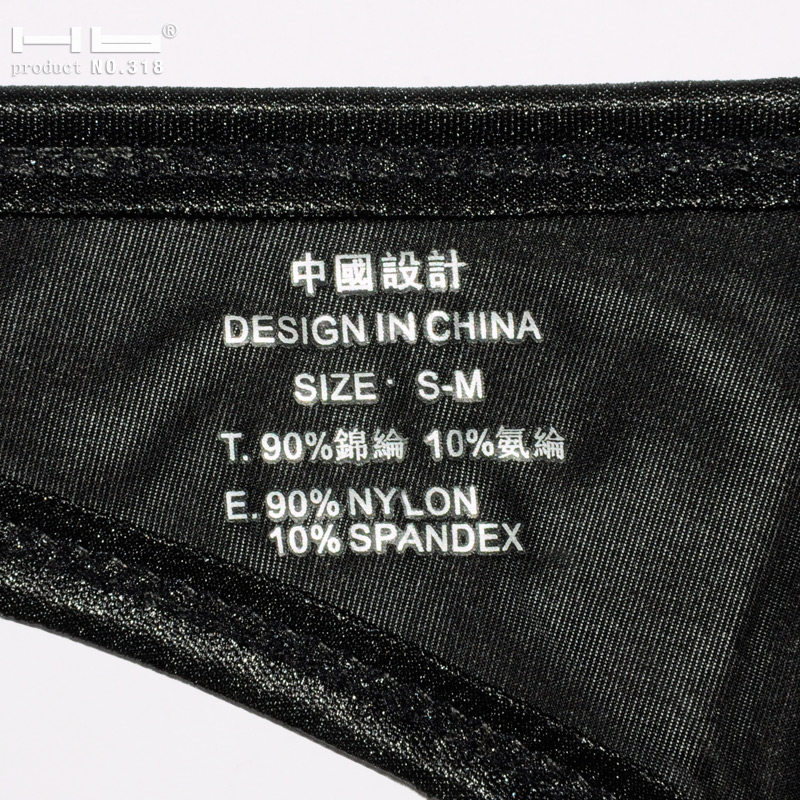 Hb®
product NO.318
中國設計
DESIGN IN CHINA
SIZE· S-M
T. 90%錦綸 10%氨綸
E. 90% NYLON
10% SPANDEX